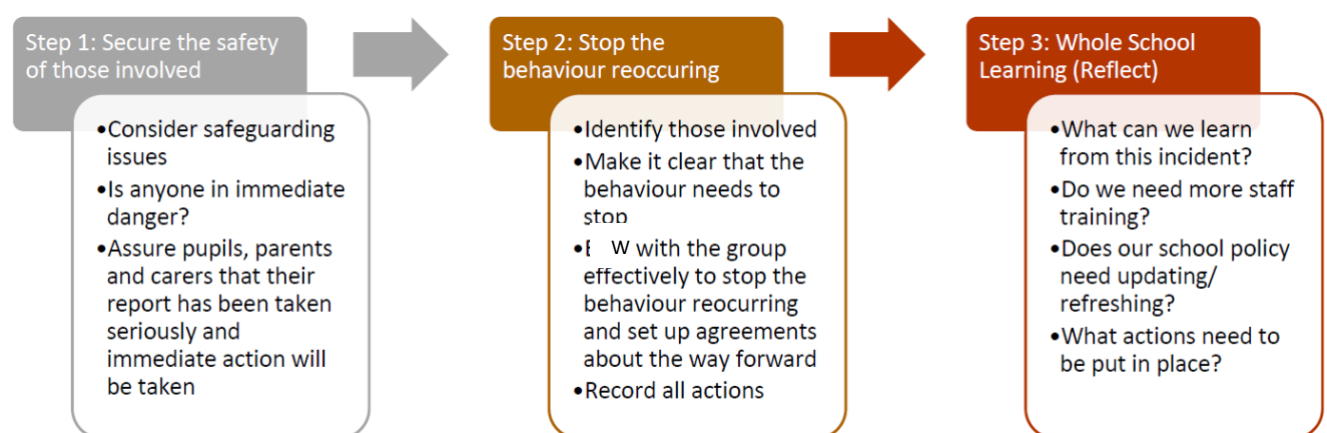 Step 1: Secure the safety
of those involved
•Consider safeguarding
issues
•Is anyone in immediate
danger?
•Assure pupils, parents
and carers that their
report has been taken
seriously and
immediate action will
be taken
Step 2: Stop the
behaviour reoccuring
•Identify those involved
•Make it clear that the
behaviour needs to
stop
• with the group
effectively to stop the
behaviour reocurring
and set up agreements
about the way forward
•Record all actions
Step 3: Whole School
Learning (Reflect)
•What can we learn
from this incident?
•Do we need more staff
training?
•Does our school policy
need updating/
refreshing?
•What actions need to
be put in place?